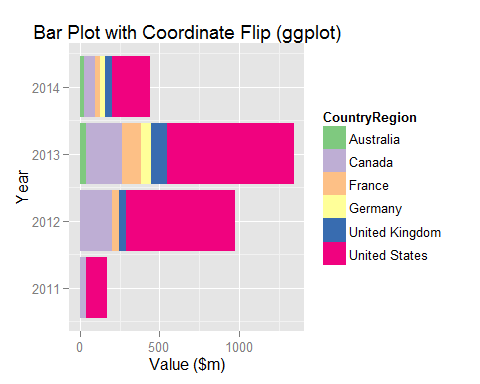 Bar Plot with Coordinate Flip (ggplot)
Year
2014
2013
2012
2011
0 500 1000
Value ($m)
CountryRegion
Australia
Canada
France
Germany
United Kingdom
United States